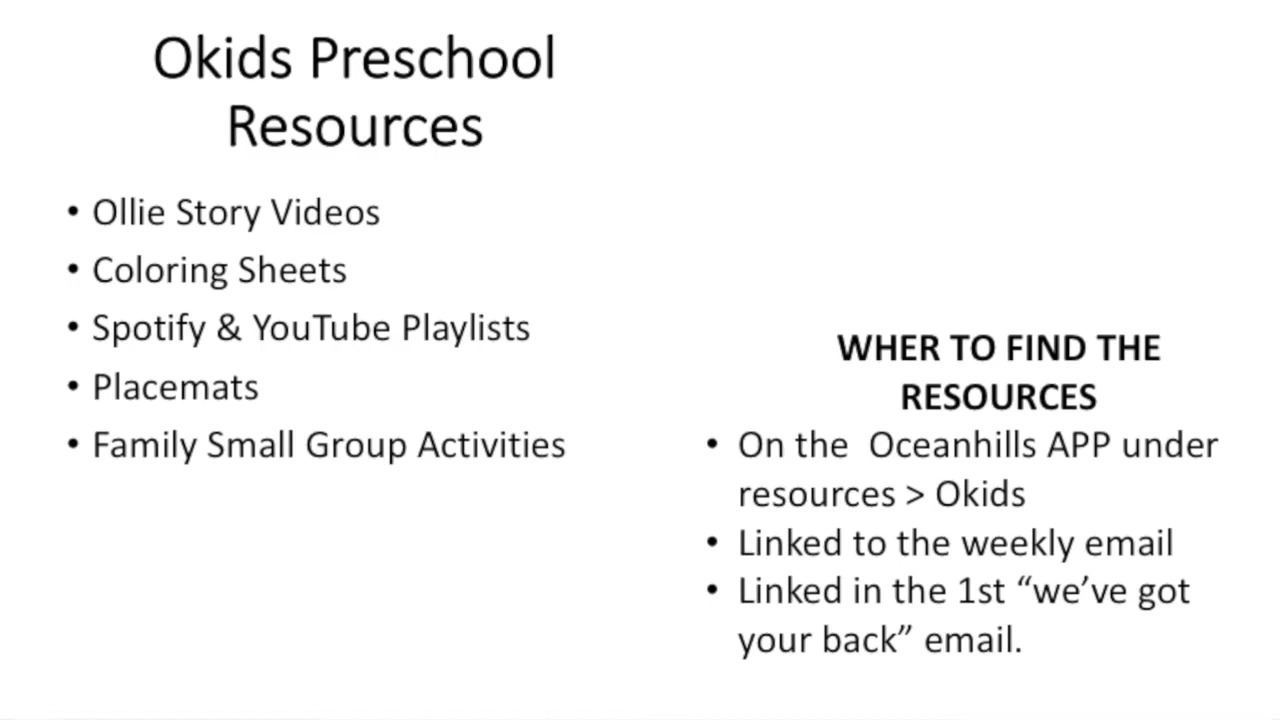 Okids Preschool
Resources
• Ollie Story Videos
• Coloring Sheets
• Spotify & YouTube Playlists
• Placemats
• Family Small Group Activities
WHER TO FIND THE
RESOURCES
• On the  Oceanhills APP under
resources > Okids
• Linked to the weekly email
• Linked in the 1st “we’ve got
your back” email.